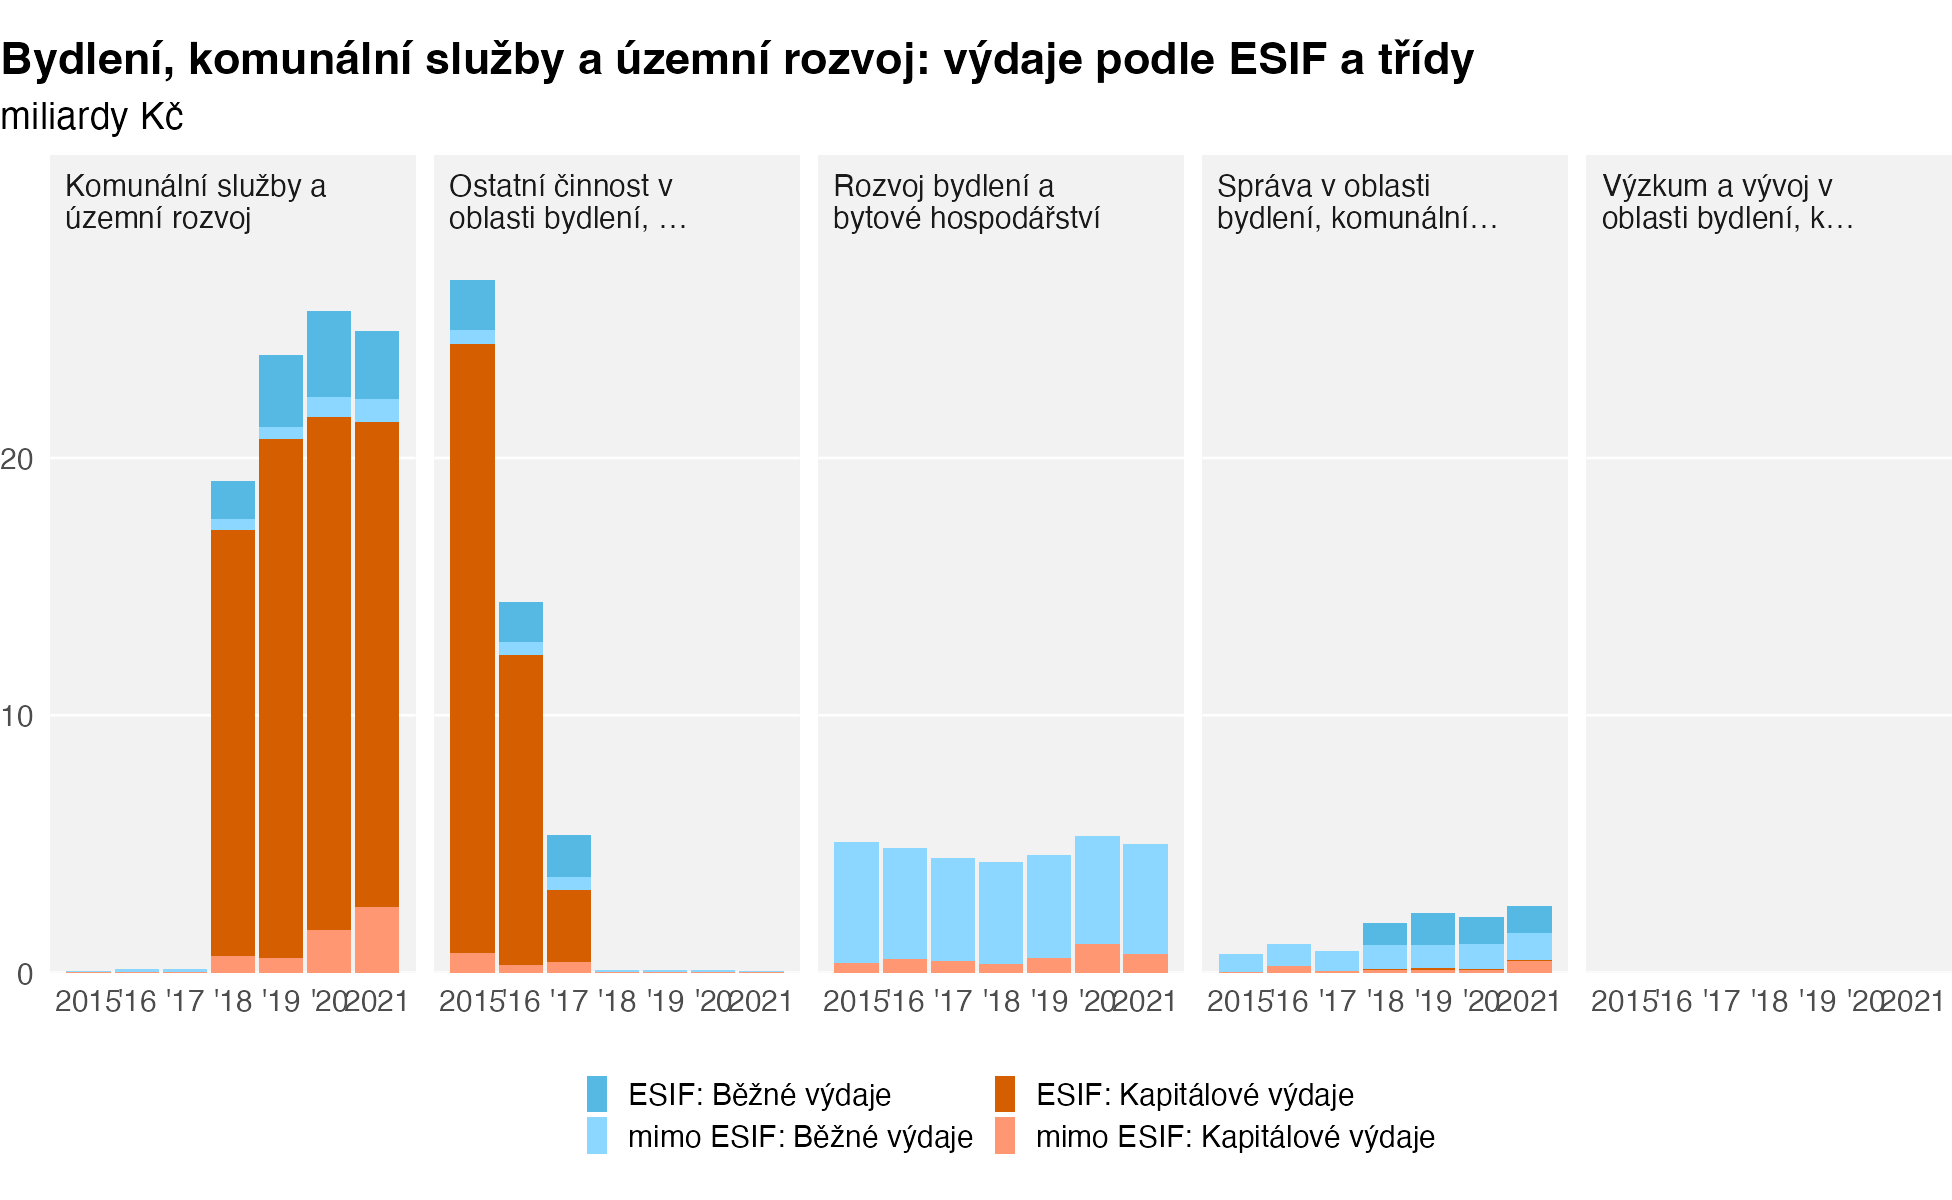 Bydlení, komunální služby a územní rozvoj: výdaje podle ESIF a třídy
miliardy Kč
Komunální služby a
územní rozvoj
Ostatní činnost v
oblasti bydlení, …
Rozvoj bydlení a
bytové hospodářství
Správa v oblasti
bydlení, komunální…
Výzkum a vývoj v
oblasti bydlení, k…
20
10
0
2015 '16 '17 '18 '19 '20 2021
2015 '16 '17 '18 '19 '20 2021
2015 '16 '17 '18 '19 '20 2021
2015 '16 '17 '18 '19 '20 2021
2015 '16 '17 '18 '19 '20 2021
ESIF: Běžné výdaje
mimo ESIF: Běžné výdaje
ESIF: Kapitálové výdaje
mimo ESIF: Kapitálové výdaje